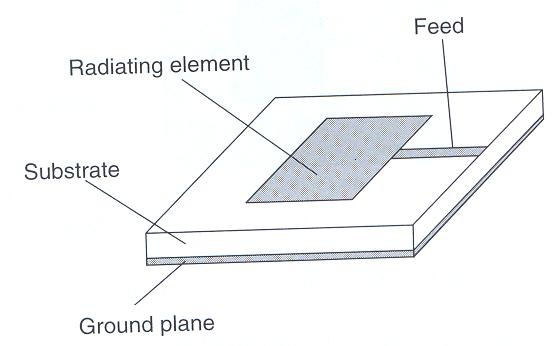 Feed
Radiating element
Substrate
Ground plane